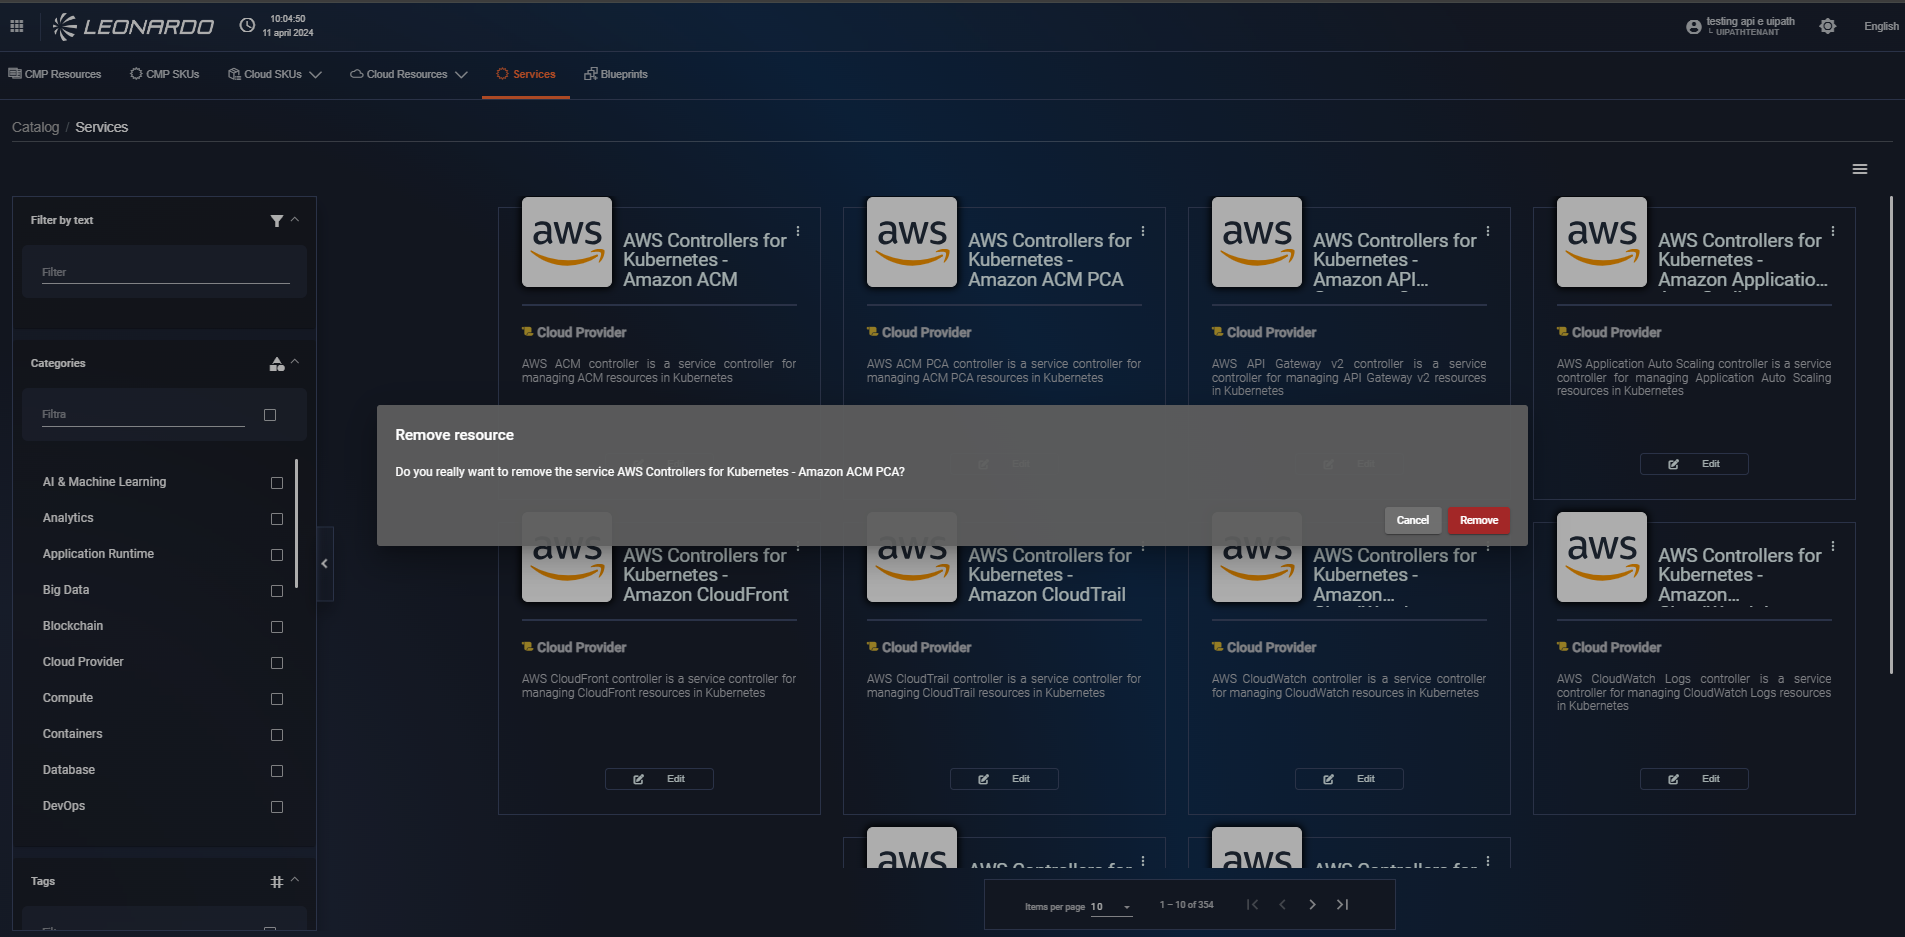 LEONARDO
10:04:50
11 april 2024
testing api e uipath
UIPATHTENANT
English
CMP Resources
CMP SKUs
Cloud SKUs
Cloud Resources
Services
Blueprints
Catalog / Services
Filter by text
Filter
Categories
Filtra
AI & Machine Learning
Analytics
Application Runtime
Big Data
Blockchain
Cloud Provider
Compute
Containers
Database
DevOps
Tags
aws
AWS Controllers for
Kubernetes -
Amazon ACM
Cloud Provider
AWS ACM controller is a service controller for
managing ACM resources in Kubernetes
aws
AWS Controllers for
Kubernetes -
Amazon ACM PCA
Cloud Provider
AWS ACM PCA controller is a service controller for
managing ACM PCA resources in Kubernetes
aws
AWS Controllers for
Kubernetes -
Amazon API...
Cloud Provider
AWS API Gateway v2 controller is a service
controller for managing API Gateway v2 resources
in Kubernetes
aws
AWS Controllers for
Kubernetes -
Amazon Applicatio...
Cloud Provider
AWS Application Auto Scaling controller is a service
controller for managing Application Auto Scaling
resources in Kubernetes
Edit
Edit
Edit
Edit
Remove resource
Do you really want to remove the service AWS Controllers for Kubernetes - Amazon ACM PCA?
Cancel
Remove
aws
AWS Controllers for
Kubernetes -
Amazon CloudFront
Cloud Provider
AWS CloudFront controller is a service controller for
managing CloudFront resources in Kubernetes
Edit
aws
AWS Controllers for
Kubernetes -
Amazon CloudTrail
Cloud Provider
AWS CloudTrail controller is a service controller for
managing CloudTrail resources in Kubernetes
Edit
aws
AWS Controllers for
Kubernetes -
Amazon...
Cloud Provider
AWS CloudWatch controller is a service controller
for managing CloudWatch resources in Kubernetes
Edit
aws
AWS Controllers for
Kubernetes -
Amazon...
Cloud Provider
AWS CloudWatch Logs controller is a service
controller for managing CloudWatch Logs resources
in Kubernetes
Edit
aws
AWS Controllers for
aws
AWS Controllers for
Items per page 10
1 – 10 of 354